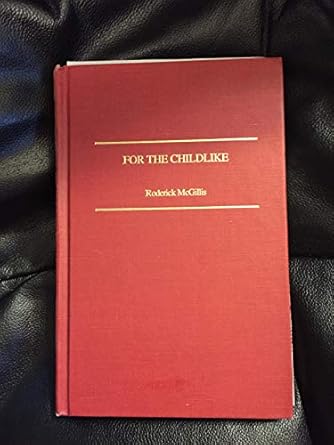 FOR THE CHILDLIKE
Roderick McGillis